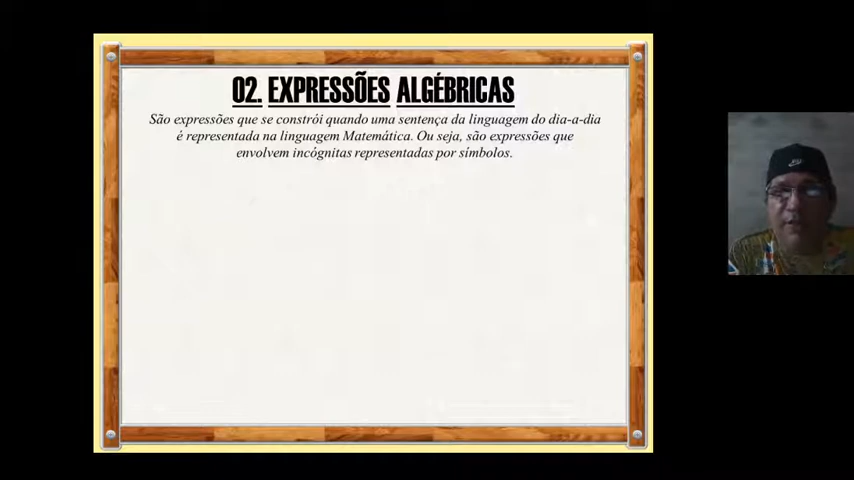 02. EXPRESSÕES ALGÉBRICAS
São expressões que se constrói quando uma sentença da linguagem do dia-a-dia
é representada na linguagem Matemática. Ou seja, são expressões que
envolvem incógnitas representadas por símbolos.